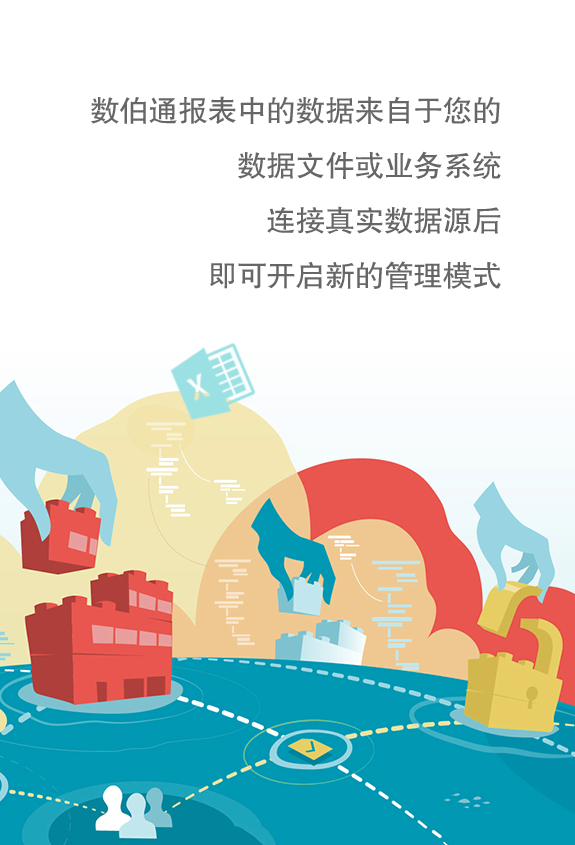 数伯通报表中的数据来自于您的
数据文件或业务系统
连接真实数据源后
即可开启新的管理模式
X